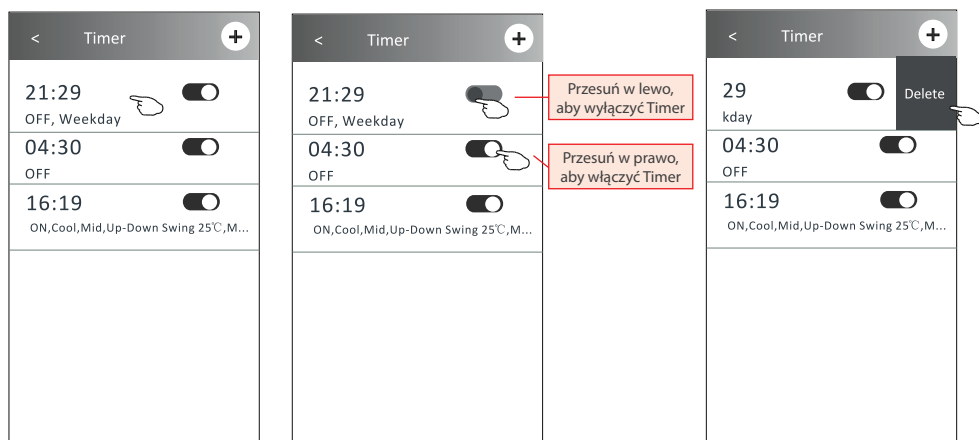 < Timer +
21:29
OFF, Weekday
04:30
OFF
16:19
ON,Cool,Mid,Up-Down Swing 25℃,M...
< Timer +
21:29
OFF, Weekday
04:30
OFF
16:19
ON,Cool,Mid,Up-Down Swing 25℃,M...
Przesuń w lewo,
aby wyłączyć Timer
Przesuń w prawo,
aby włączyć Timer
< Timer +
29
kday
Delete
04:30
OFF
16:19
ON,Cool,Mid,Up-Down Swing 25℃,M...